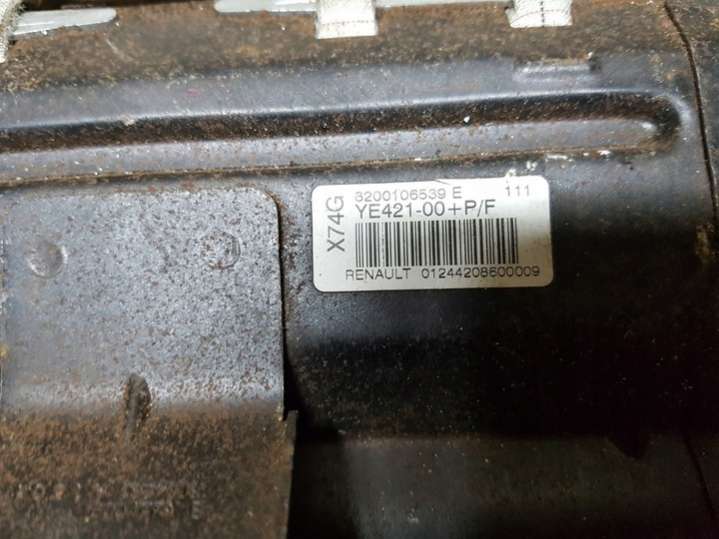 X74G
8200106539 E 111
YE421-00+P/F
RENAULT 01244208600009